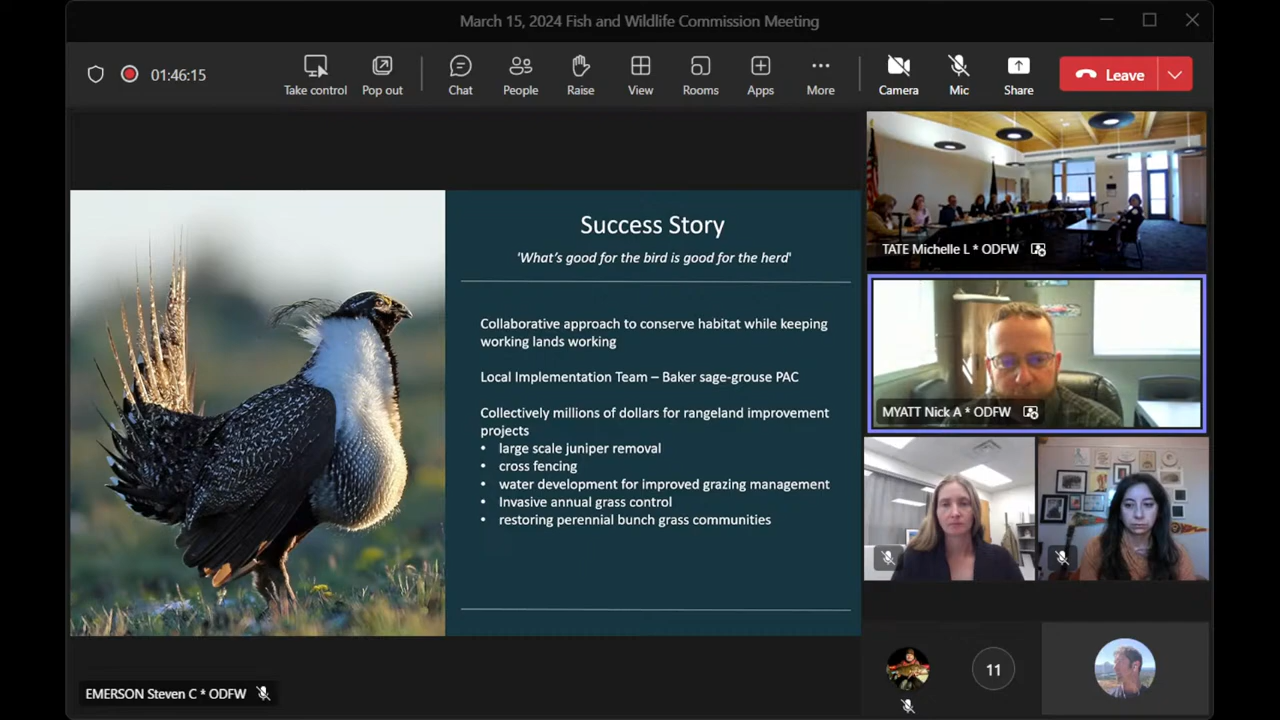 March 15, 2024 Fish and Wildlife Commission Meeting
01:46:15
Take control
Pop out
Chat
People
Raise
View
Rooms
Apps
More
Camera
Mic
Share
Leave
Success Story
'What's good for the bird is good for the herd'
Collaborative approach to conserve habitat while keeping
working lands working
Local Implementation Team – Baker sage-grouse PAC
Collectively millions of dollars for rangeland improvement
projects
• large scale juniper removal
• cross fencing
• water development for improved grazing management
• Invasive annual grass control
• restoring perennial bunch grass communities
TATE Michelle L * ODFW
MYATT Nick A * ODFW
11
EMERSON Steven C * ODFW